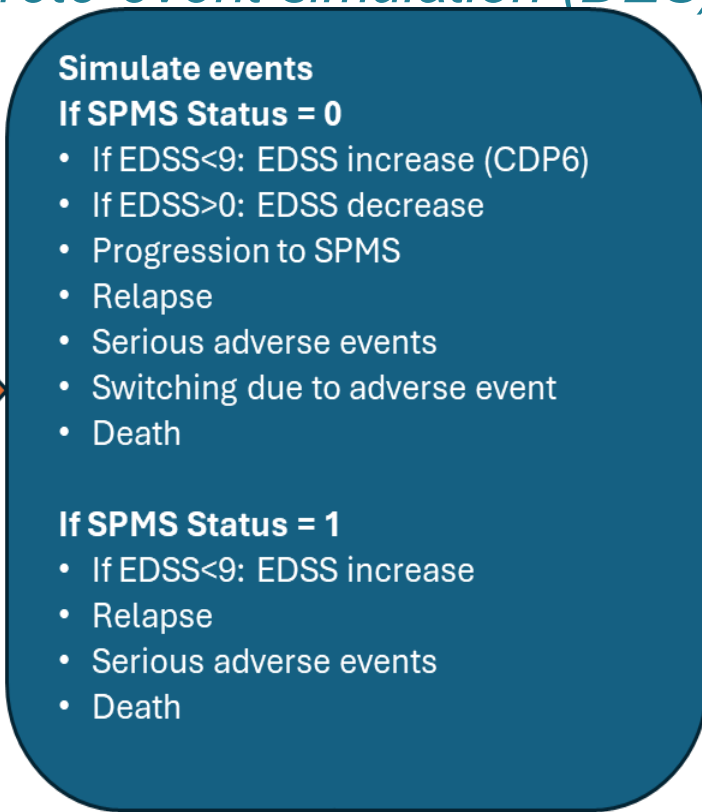 event simulation
Simulate events
If SPMS Status = 0
• If EDSS<9: EDSS increase (CDP6)
• If EDSS>0: EDSS decrease
• Progression to SPMS
• Relapse
• Serious adverse events
• Switching due to adverse event
• Death
If SPMS Status = 1
• If EDSS<9: EDSS increase
• Relapse
• Serious adverse events
• Death